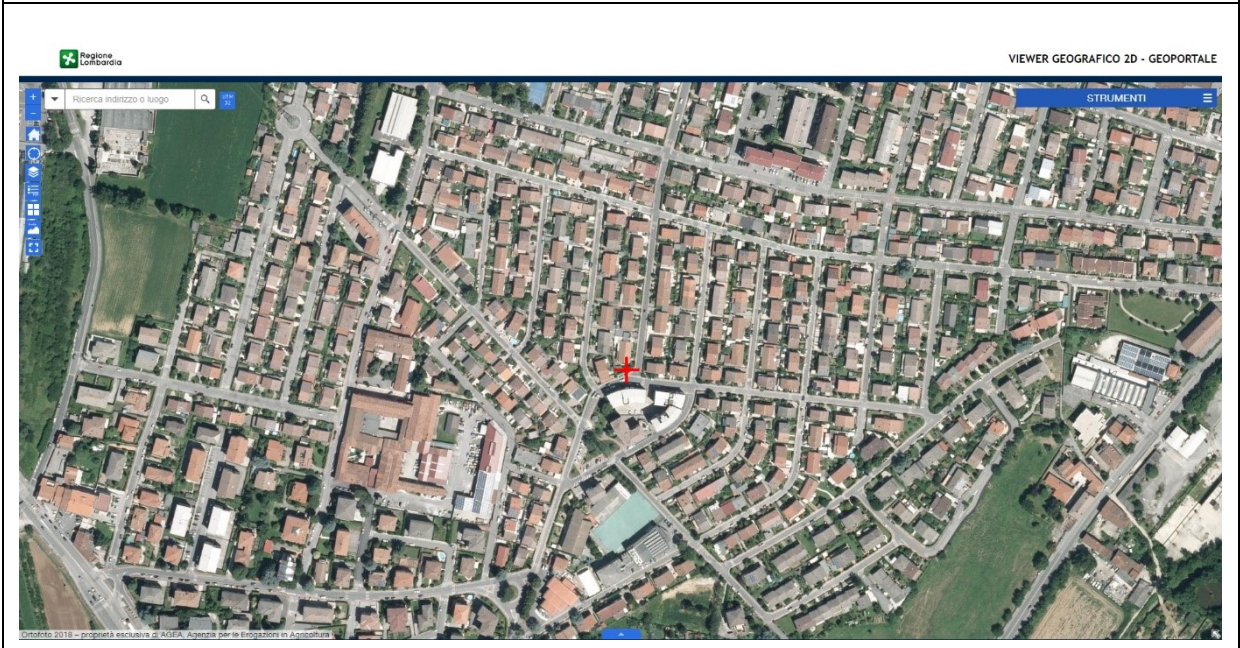 Regione
Lombardia
VIEWER GEOGRAFICO 2D - GEOPORTALE
+
Ricerca indirizzo o luogo
UTM
32
STRUMENTI
−
Ortofoto 2018 – proprietà esclusiva di AGEA, Agenzia per le Erogazioni in Agricoltura